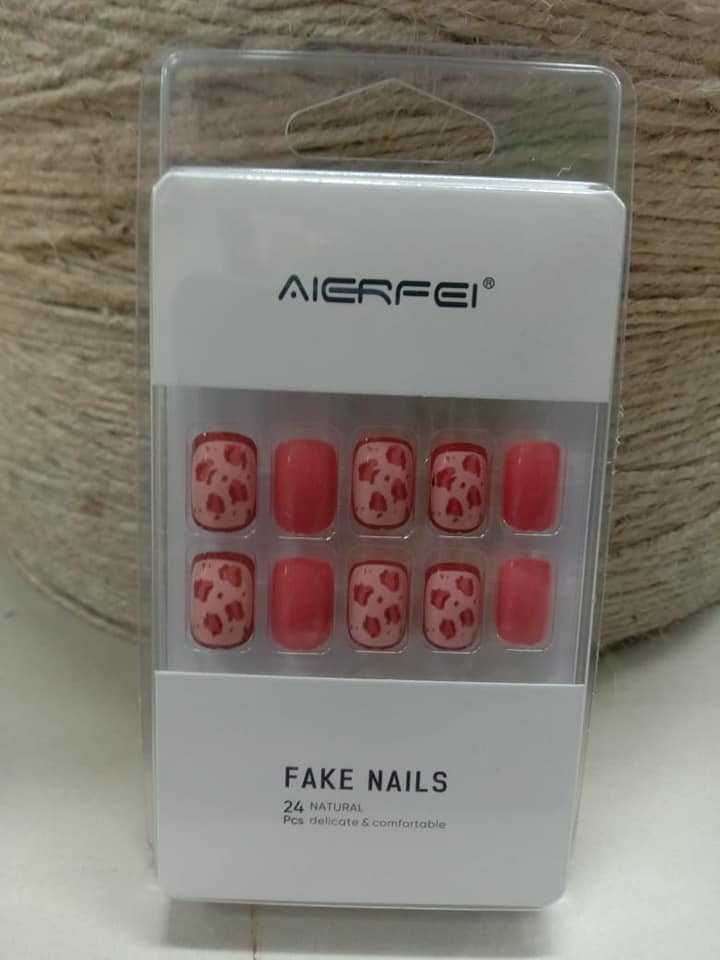 AIERFEI®
FAKE NAILS
24 NATURAL
Pcs delicate & comfortable